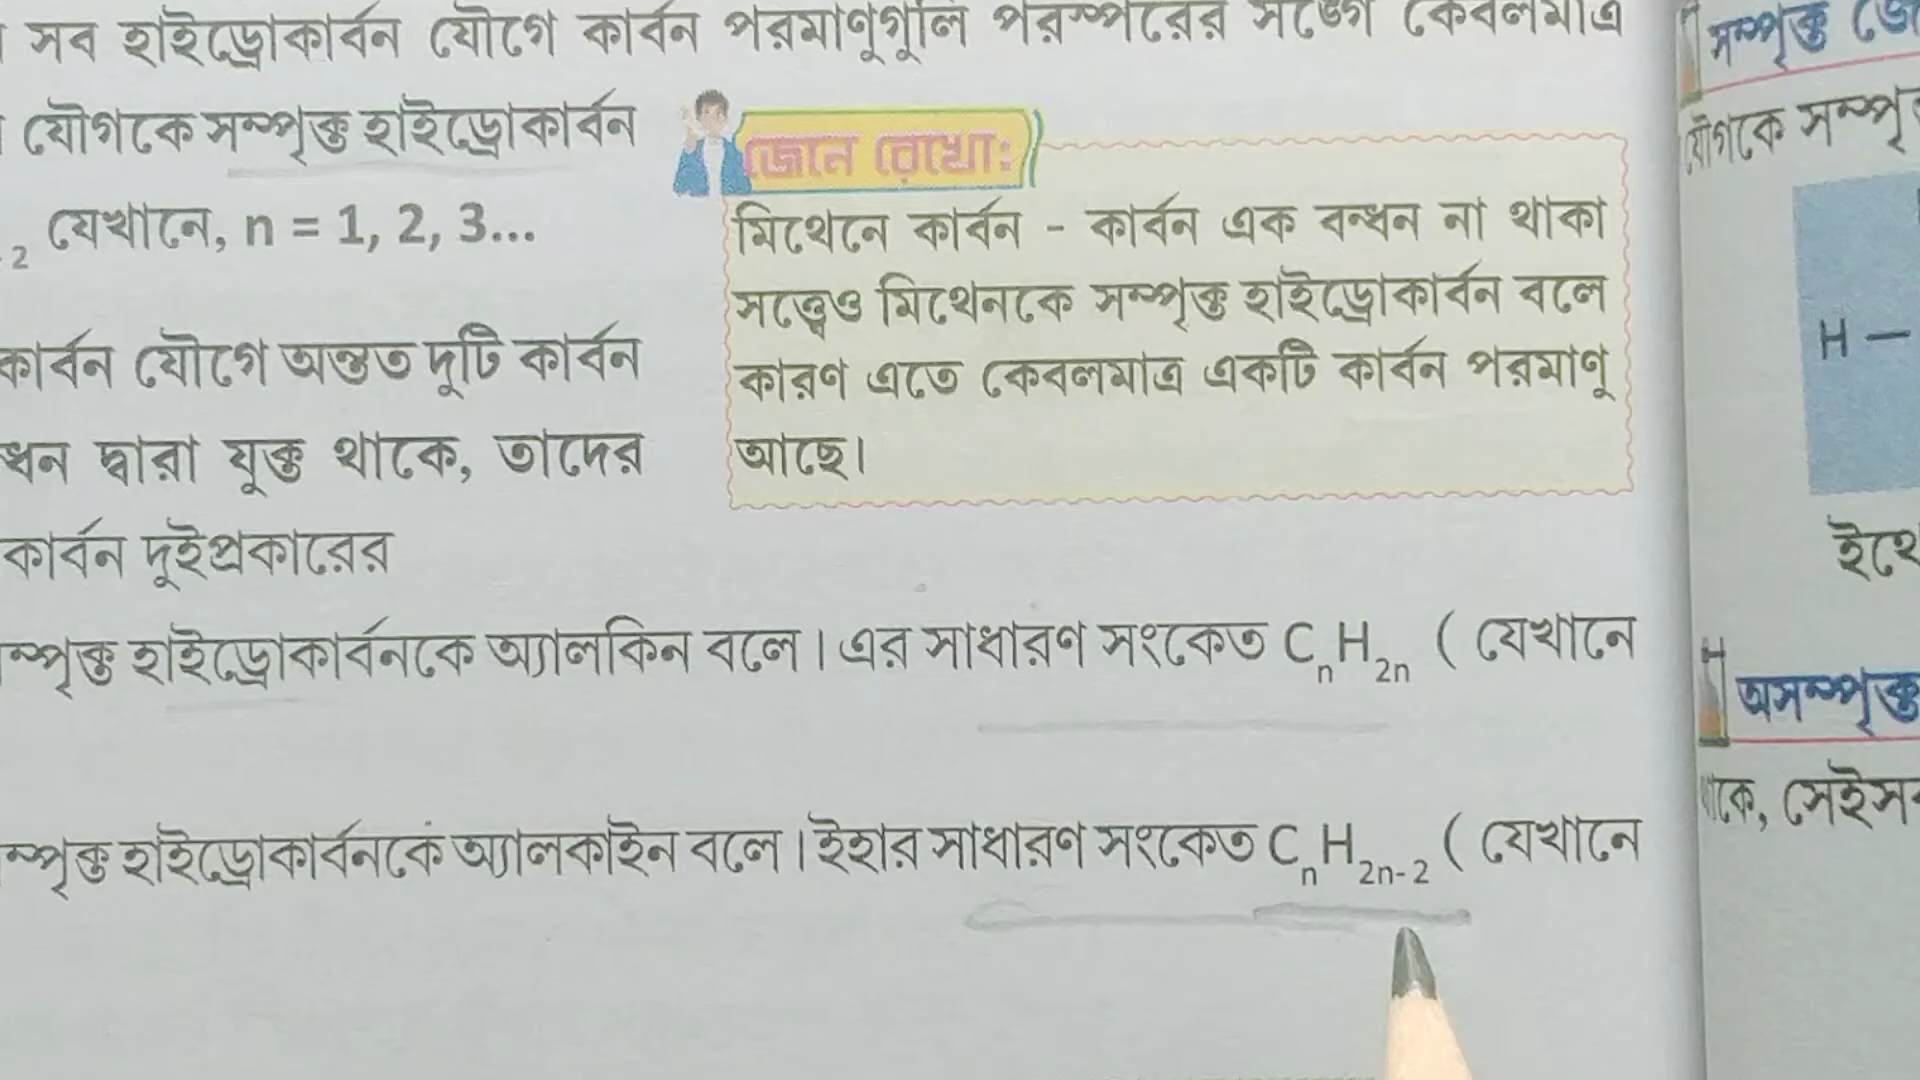 সব হাইড্রোকার্বন যৌগে কার্বন পরমাণুগুলি পরস্পরের সঙ্গে কেবলমাত্র
যৌগকে সম্পৃক্ত হাইড্রোকার্বন
2 যেখানে, n = 1, 2, 3...
কার্বন যৌগে অন্তত দুটি কার্বন
ধন দ্বারা যুক্ত থাকে, তাদের
কার্বন দুইপ্রকারের
জেনে রেখো:
মিথেনে কার্বন - কার্বন এক বন্ধন না থাকা
সত্ত্বেও মিথেনকে সম্পৃক্ত হাইড্রোকার্বন বলে
কারণ এতে কেবলমাত্র একটি কার্বন পরমাণু
আছে।
ম্পৃক্ত হাইড্রোকার্বনকে অ্যালকিন বলে। এর সাধারণ সংকেত CnH2n ( যেখানে
ম্পৃক্ত হাইড্রোকার্বনকে অ্যালকাইন বলে। ইহার সাধারণ সংকেত CnH2n-2 ( যেখানে
সম্পৃক্ত
যৌগকে সম্পৃ
H —
ইথে
অসম্পৃক্ত
থাকে, সেইসব